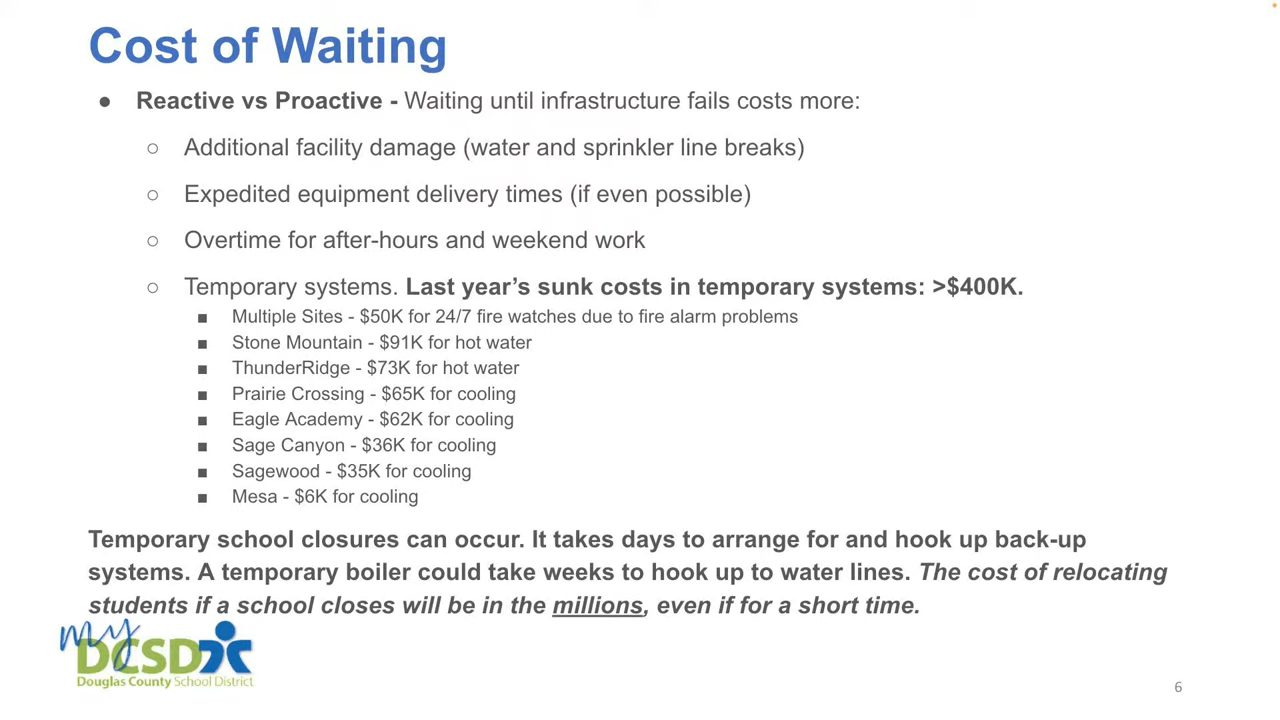 Cost of Waiting
● Reactive vs Proactive - Waiting until infrastructure fails costs more:
○ Additional facility damage (water and sprinkler line breaks)
○ Expedited equipment delivery times (if even possible)
○ Overtime for after-hours and weekend work
○ Temporary systems. Last year’s sunk costs in temporary systems: >$400K.
■ Multiple Sites - $50K for 24/7 fire watches due to fire alarm problems
■ Stone Mountain - $91K for hot water
■ ThunderRidge - $73K for hot water
■ Prairie Crossing - $65K for cooling
■ Eagle Academy - $62K for cooling
■ Sage Canyon - $36K for cooling
■ Sagewood - $35K for cooling
■ Mesa - $6K for cooling
Temporary school closures can occur. It takes days to arrange for and hook up back-up
systems. A temporary boiler could take weeks to hook up to water lines. The cost of relocating
students if a school closes will be in the millions, even if for a short time.
my
DCSD
Douglas County School District
6